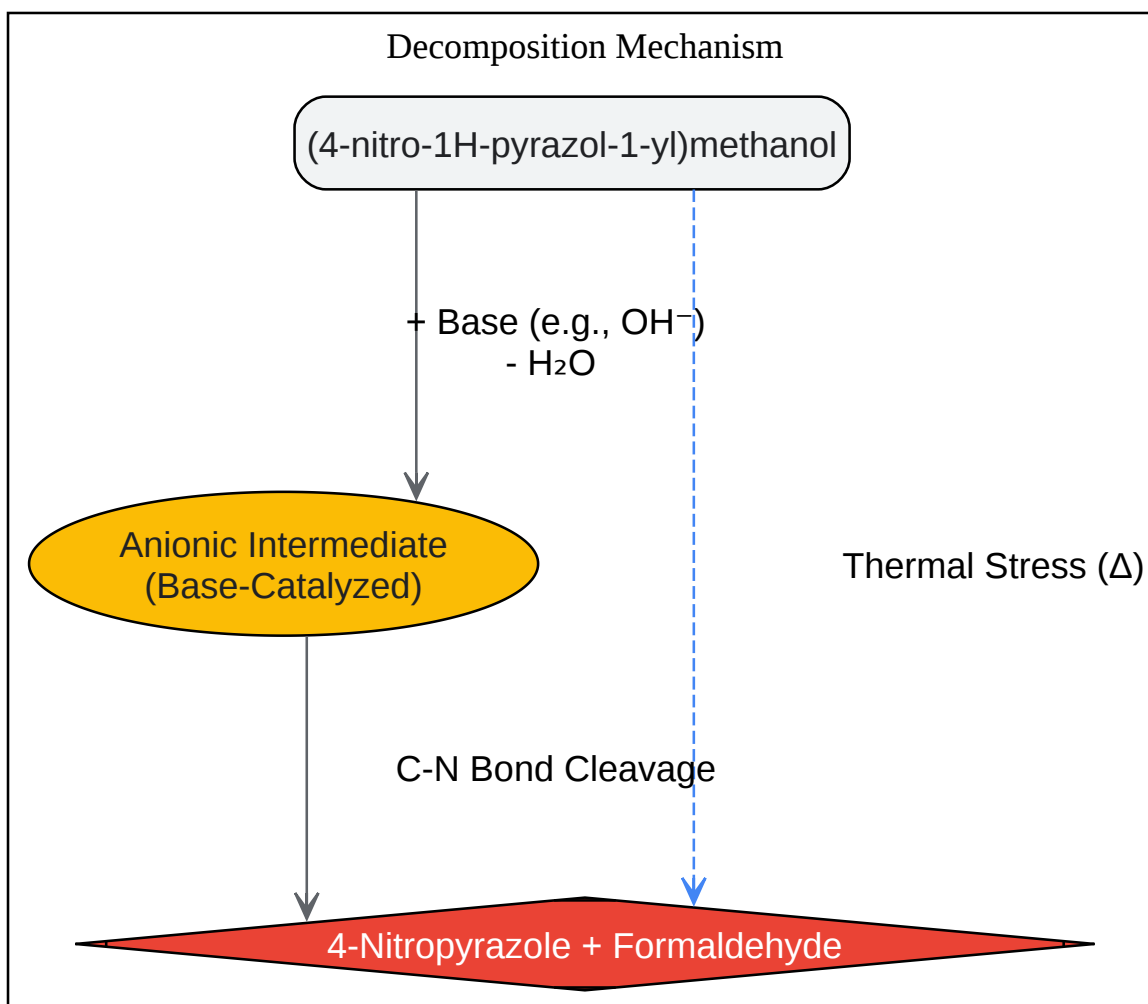 Decomposition Mechanism
(4-nitro-1H-pyrazol-1-yl)methanol
+ Base (e.g., OH⁻)
- H₂O
Anionic Intermediate
(Base-Catalyzed)
Thermal Stress (Δ)
C-N Bond Cleavage
4-Nitropyrazole + Formaldehyde